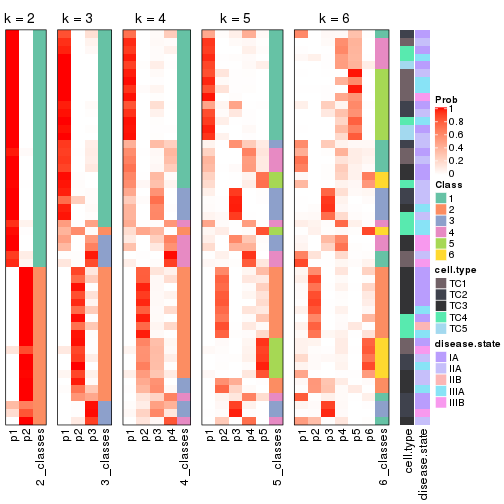 k = 2
k = 3
k = 4
k = 5
k = 6
Prob
1
0.8
0.6
0.4
0.2
0
Class
1
2
3
4
5
6
cell.type
TC1
TC2
TC3
TC4
TC5
disease.state
IA
IIA
IIB
IIIA
IIIB
p1
p2
2_classes
p1
p2
p3
3_classes
p1
p2
p3
p4
4_classes
p1
p2
p3
p4
p5
5_classes
p1
p2
p3
p4
p5
p6
6_classes
cell.type
disease.state